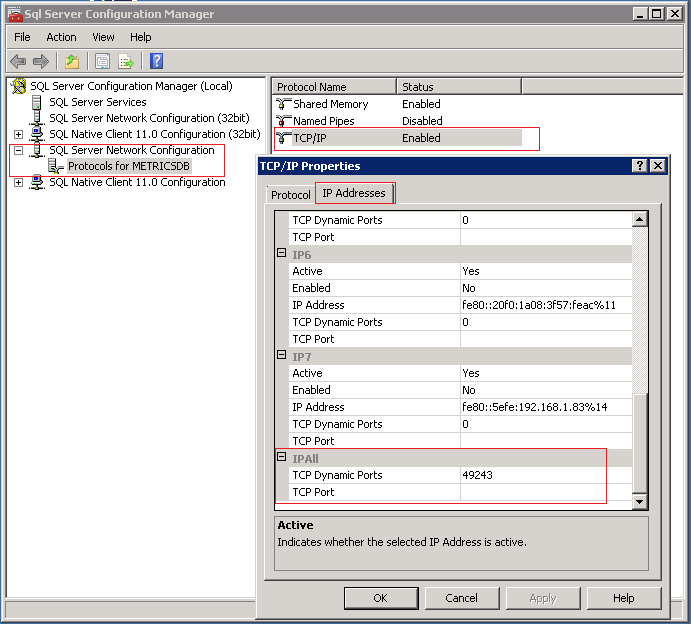 Sql Server Configuration Manager
File Action View Help
SQL Server Configuration Manager (Local)
SQL Server Services
SQL Server Network Configuration (32bit)
SQL Native Client 11.0 Configuration (32bit)
SQL Server Network Configuration
Protocols for METRICSDB
SQL Native Client 11.0 Configuration
Protocol Name Status
Shared Memory Enabled
Named Pipes Disabled
TCP/IP Enabled
TCP/IP Properties
Protocol IP Addresses
TCP Dynamic Ports 0
TCP Port
IP6
Active Yes
Enabled No
IP Address fe80::20f0:1a08:3f57:feac%11
TCP Dynamic Ports 0
TCP Port
IP7
Active Yes
Enabled No
IP Address fe80::5efe:192.168.1.83%14
TCP Dynamic Ports 0
TCP Port
IPAll
TCP Dynamic Ports 49243
TCP Port
Active
Indicates whether the selected IP Address is active.
OK Cancel Apply Help